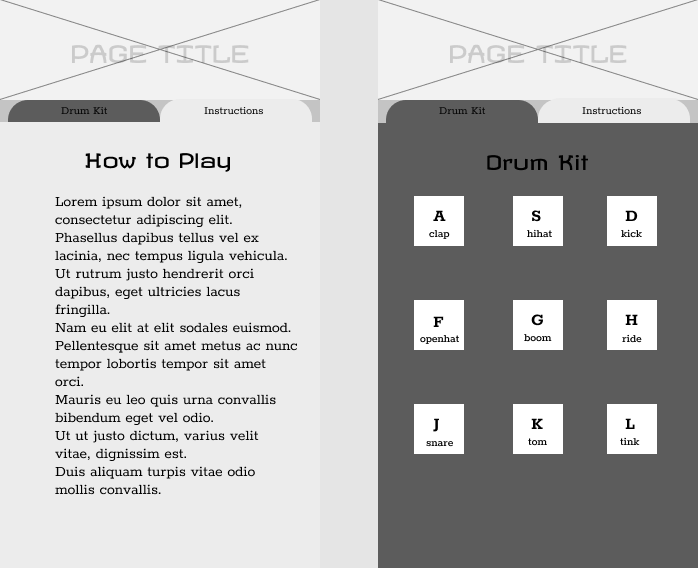 PAGE TITLE
Drum Kit
Instructions
How to Play
Lorem ipsum dolor sit amet,
consectetur adipiscing elit.
Phasellus dapibus tellus vel ex
lacinia, nec tempus ligula vehicula.
Ut rutrum justo hendrerit orci
dapibus, eget ultricies lacus
fringilla.
Nam eu elit at elit sodales euismod.
Pellentesque sit amet metus ac nunc
tempor lobortis tempor sit amet
orci.
Mauris eu leo quis urna convallis
bibendum eget vel odio.
Ut ut justo dictum, varius velit
vitae, dignissim est.
Duis aliquam turpis vitae odio
mollis convallis.
PAGE TITLE
Drum Kit
Instructions
Drum Kit
A
clap
S
hihat
D
kick
F
openhat
G
boom
H
ride
J
snare
K
tom
L
tink